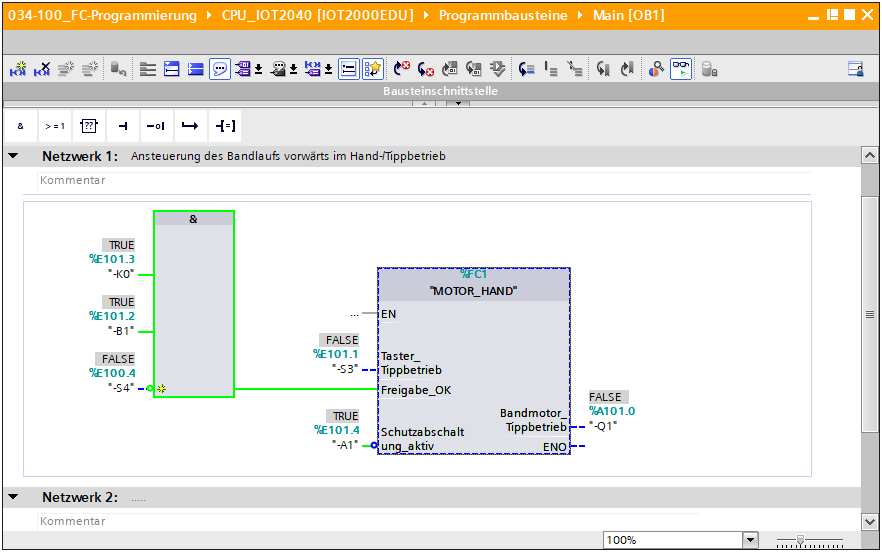 034-100_FC-Programmierung › CPU_IOT2040 [IOT2000EDU] › Programmbausteine › Main [OB1]
Bausteinschnittstelle
& >=1 ??
Netzwerk 1: Ansteuerung des Bandlaufs vorwärts im Hand-/Tippbetrieb
Kommentar
&
TRUE
%E101.3
"-K0"
TRUE
%E101.2
"-B1"
FALSE
%E100.4
"-S4"
%FC1
"MOTOR_HAND"
... EN
FALSE
%E101.1
"-S3"
Taster_
Tippbetrieb
Freigabe_OK
TRUE
%E101.4
"-A1"
Schutzabschalt
ung_aktiv
Bandmotor_
Tippbetrieb
FALSE
%A101.0
"-Q1"
ENO
Netzwerk 2: .....
Kommentar
100%